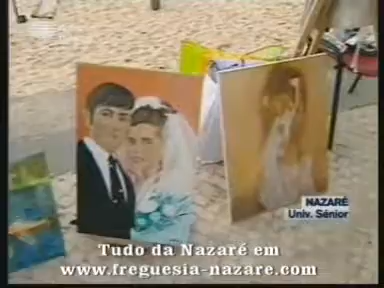 NAZARÉ
Univ. Sénior
Tudo da Nazaré em
www.freguesia-nazare.com